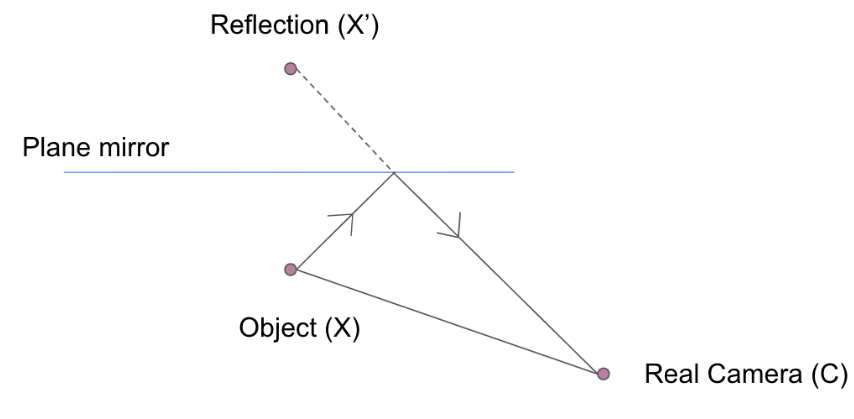 Reflection (X’)
Plane mirror
Object (X)
Real Camera (C)